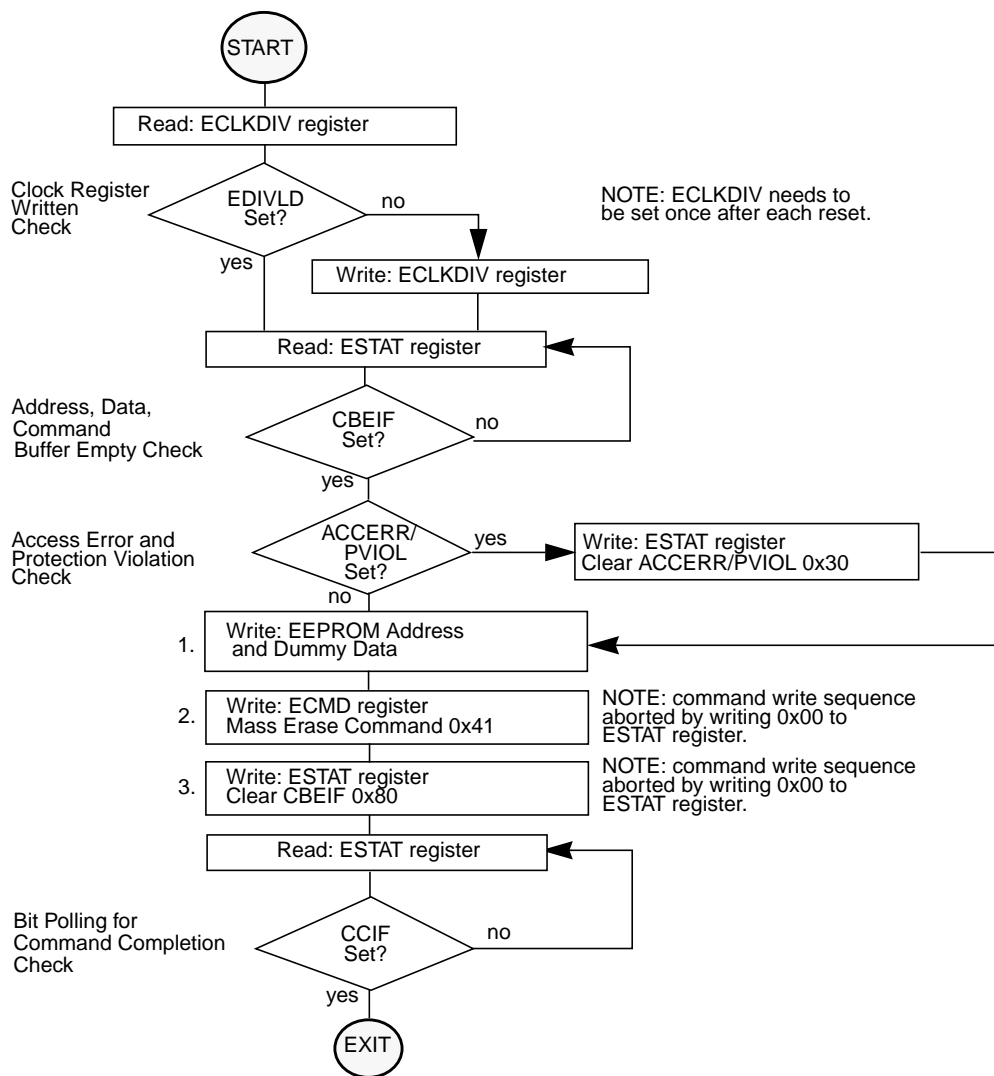 START
Read: ECLKDIV register
Clock Register
Written
Check
EDIVLD
Set?
no
yes
NOTE: ECLKDIV needs to
be set once after each reset.
Write: ECLKDIV register
Read: ESTAT register
Address, Data,
Command
Buffer Empty Check
CBEIF
Set?
no
yes
Access Error and
Protection Violation
Check
ACCERR/
PVIOL
Set?
yes
no
Write: ESTAT register
Clear ACCERR/PVIOL 0x30
1.
Write: EEPROM Address
and Dummy Data
2.
Write: ECMD register
Mass Erase Command 0x41
NOTE: command write sequence
aborted by writing 0x00 to
ESTAT register.
3.
Write: ESTAT register
Clear CBEIF 0x80
NOTE: command write sequence
aborted by writing 0x00 to
ESTAT register.
Read: ESTAT register
Bit Polling for
Command Completion
Check
CCIF
Set?
no
yes
EXIT